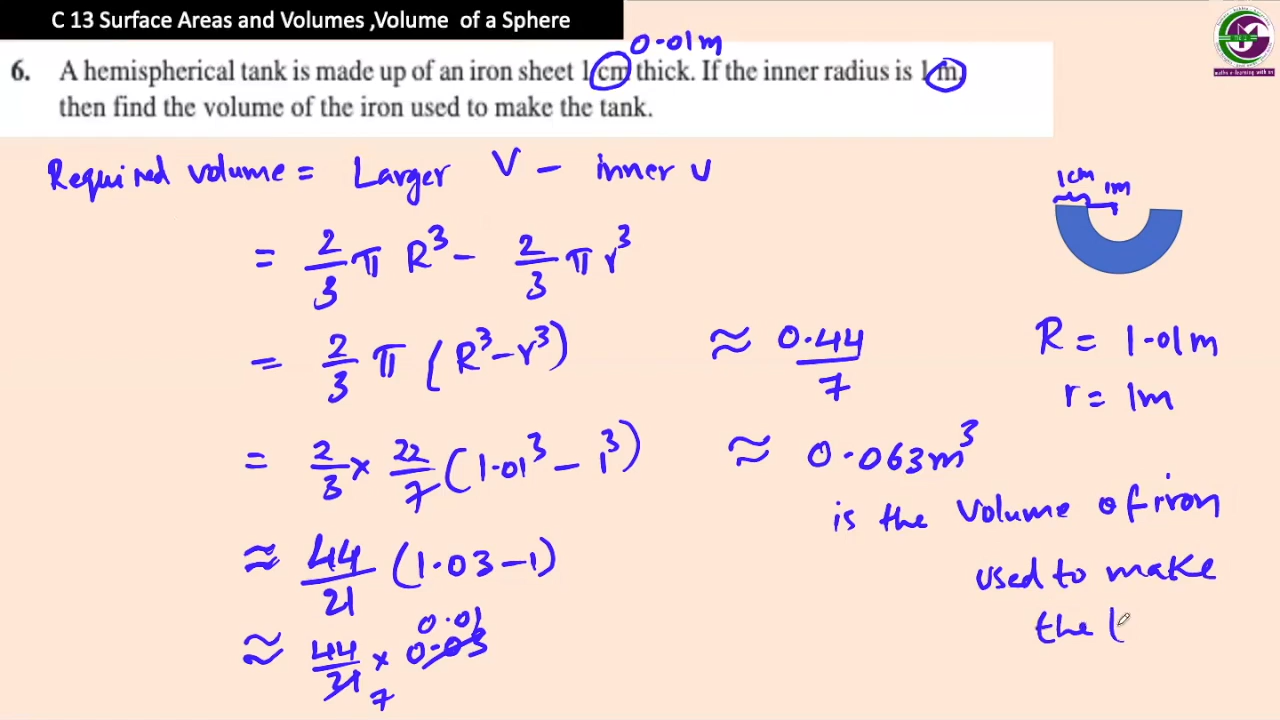 C 13 Surface Areas and Volumes ,Volume of a Sphere
0.01m
6. A hemispherical tank is made up of an iron sheet 1 cm thick. If the inner radius is 1 m,
then find the volume of the iron used to make the tank.
Required volume = Larger V - inner v
= 2/3 π R³ - 2/3 π r³
= 2/3 π (R³ - r³)
= 2/3 × 22/7 (1.01³ - 1³)
≈ 44/21 (1.03 - 1)
0.01
≈ 44/21 × 0.03
7
≈ 0.44/7
≈ 0.063m³
is the volume of iron
used to make
the t
1cm 1m
R = 1.01m
r = 1m